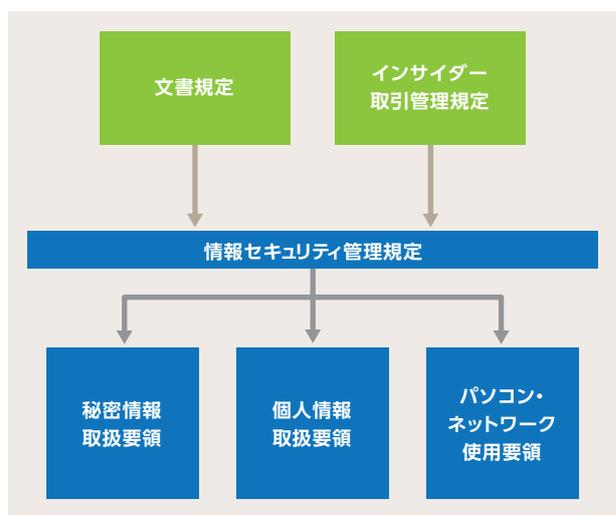 文書規定
インサイダー
取引管理規定
情報セキュリティ管理規定
秘密情報
取扱要領
個人情報
取扱要領
パソコン・
ネットワーク
使用要領